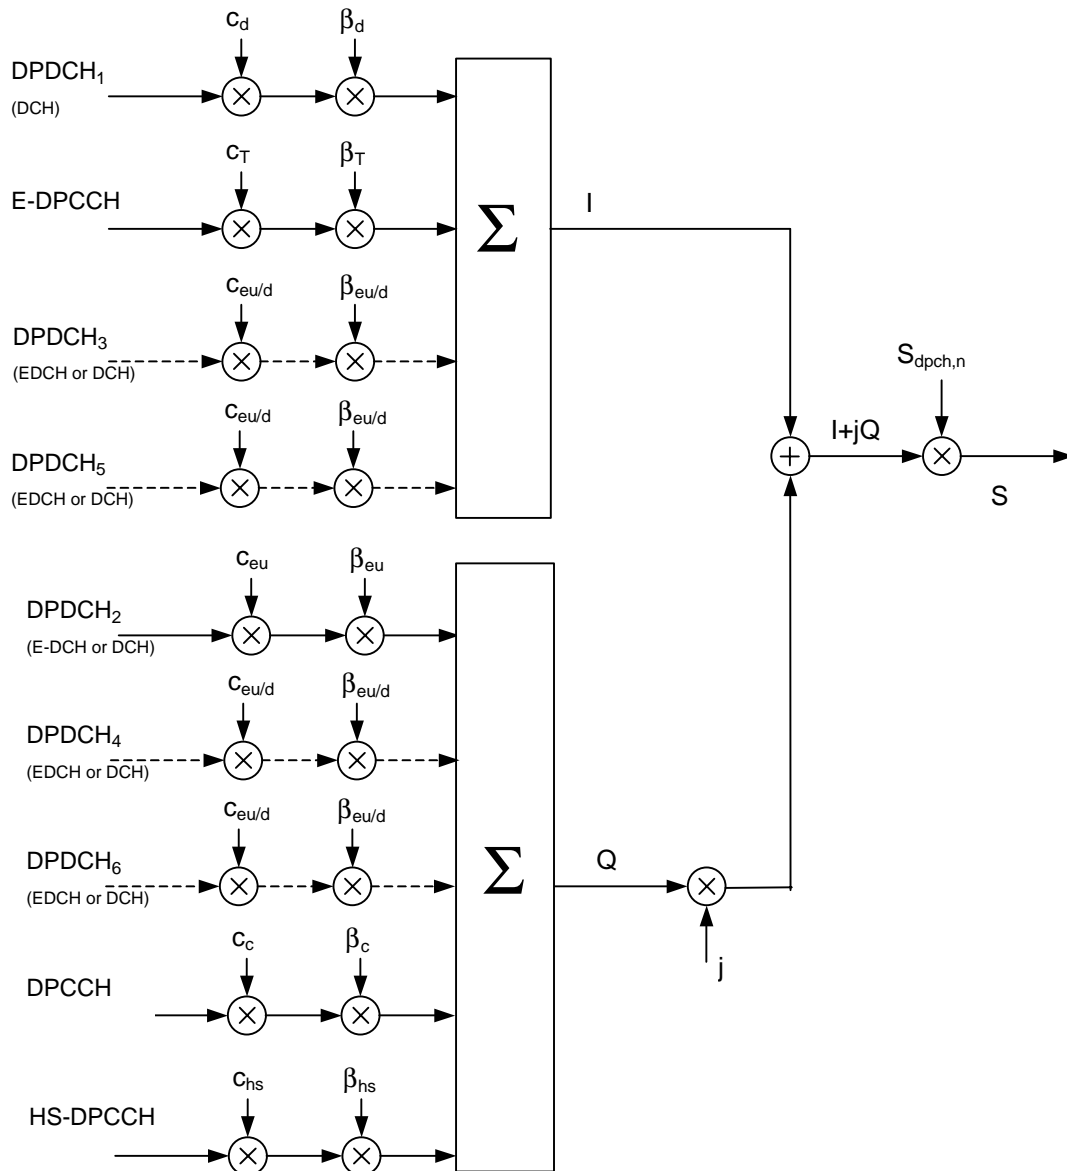 c_d β_d
DPDCH_1
(DCH)
c_T β_T
E-DPCCH
Σ
I
c_eu/d β_eu/d
DPDCH_3
(EDCH or DCH)
S_dpch,n
c_eu/d β_eu/d
DPDCH_5
(EDCH or DCH)
I+jQ
S
c_eu β_eu
DPDCH_2
(E-DCH or DCH)
c_eu/d β_eu/d
DPDCH_4
(EDCH or DCH)
c_eu/d β_eu/d
DPDCH_6
(EDCH or DCH)
Σ
Q
j
c_c β_c
DPCCH
c_hs β_hs
HS-DPCCH